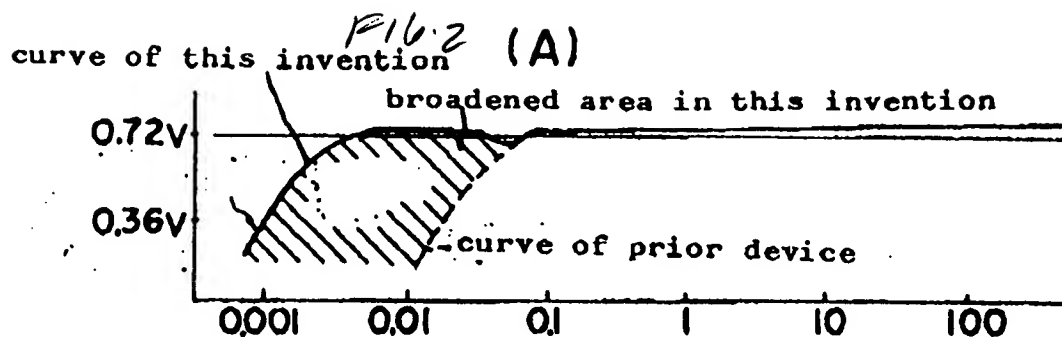 FIG.2 (A)
curve of this invention
broadened area in this invention
0.72V
0.36V
curve of prior device
0.001 0.01 0.1 1 10 100